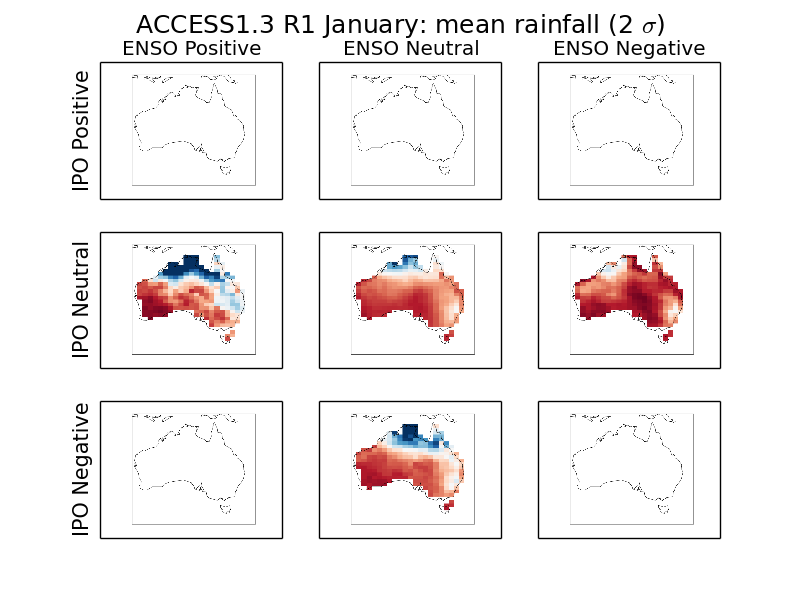 ACCESS1.3 R1 January: mean rainfall (2 σ)
ENSO Positive
ENSO Neutral
ENSO Negative
IPO Positive
IPO Neutral
IPO Negative